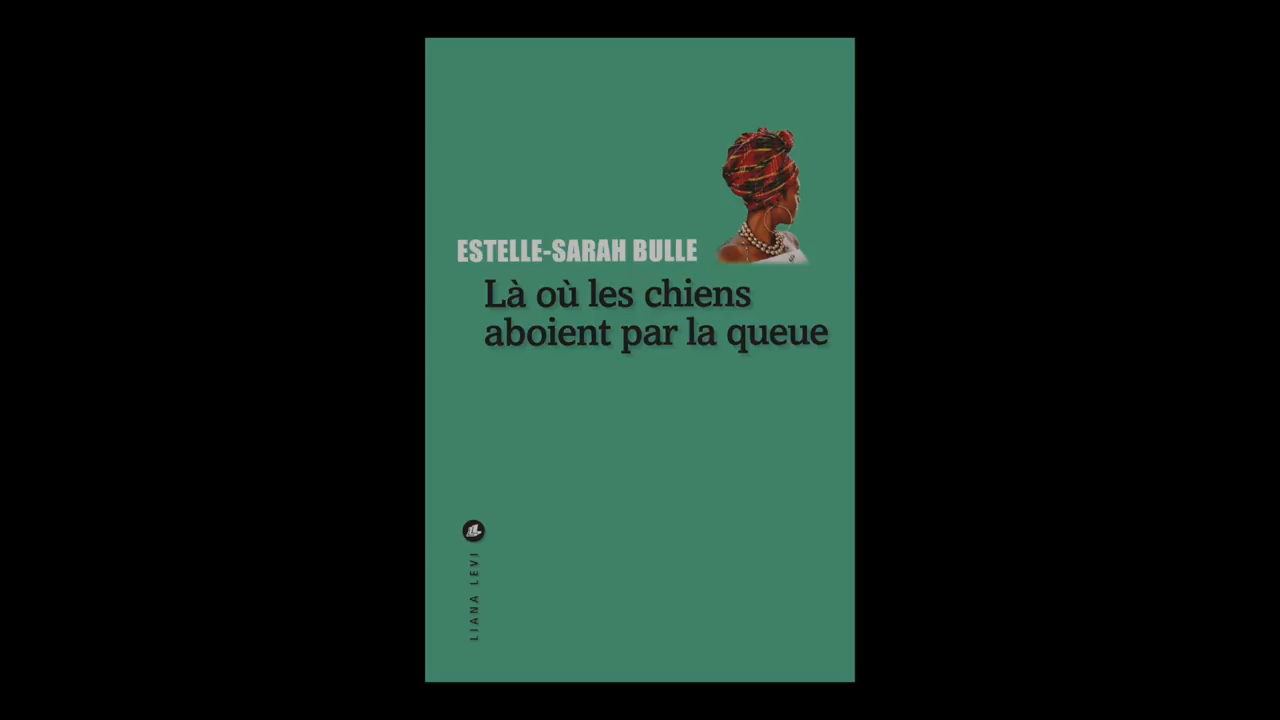 ESTELLE-SARAH BULLE
Là où les chiens
aboient par la queue
LIANA LEVI